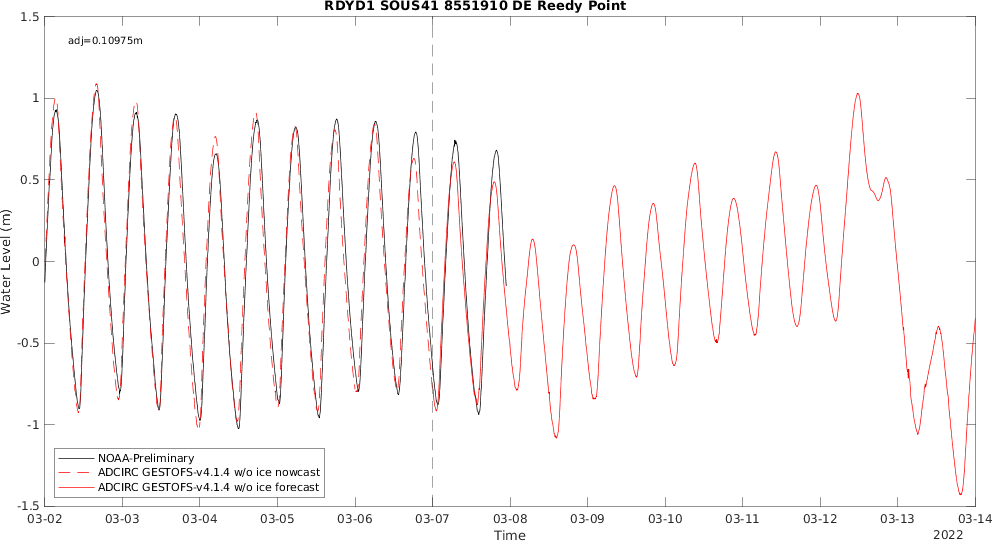 RDYD1 SOUS41 8551910 DE Reedy Point
adj=0.10975m
Water Level (m)
1.5
1
0.5
0
-0.5
-1
-1.5
NOAA-Preliminary
ADCIRC GESTOFS-v4.1.4 w/o ice nowcast
ADCIRC GESTOFS-v4.1.4 w/o ice forecast
03-02 03-03 03-04 03-05 03-06 03-07 03-08 03-09 03-10 03-11 03-12 03-13 03-14
Time
2022